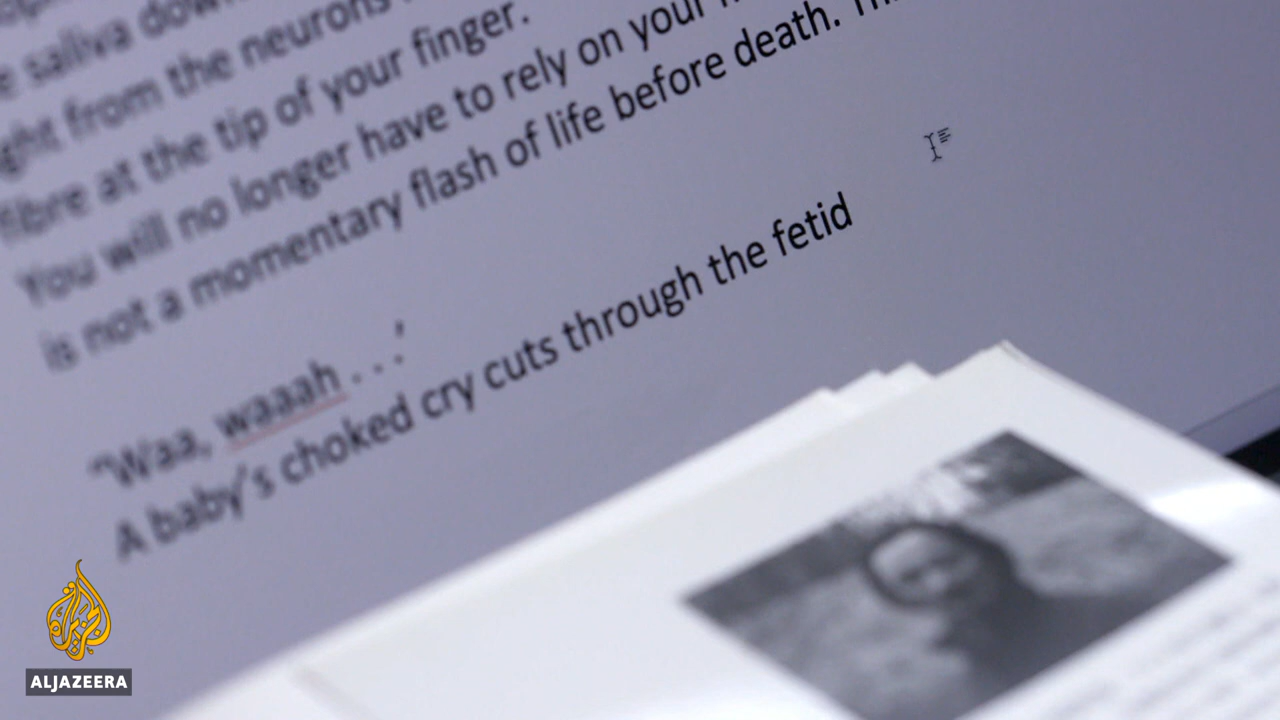 e saliva down
ght from the neurons
fibre at the tip of your finger.
You will no longer have to rely on your
is not a momentary flash of life before death.
"Waa, waaah . . .'
A baby's choked cry cuts through the fetid
الجزيرة
ALJAZEERA